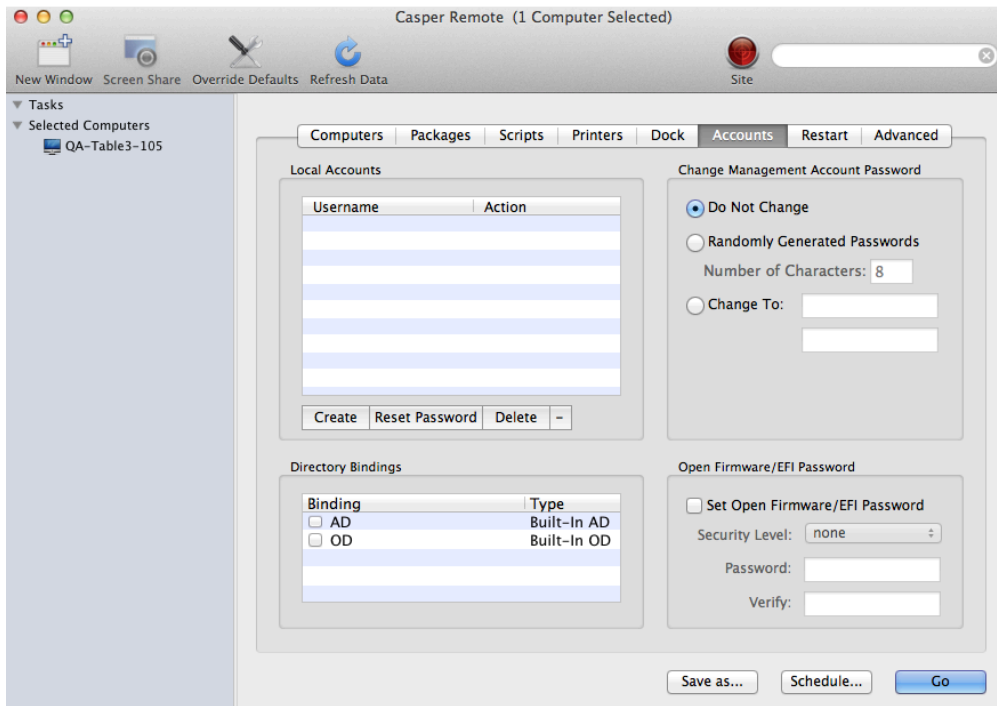 Casper Remote (1 Computer Selected)
New Window Screen Share Override Defaults Refresh Data Site
Tasks
Selected Computers
QA-Table3-105
Computers Packages Scripts Printers Dock Accounts Restart Advanced
Local Accounts
Username Action
Create Reset Password Delete –
Change Management Account Password
Do Not Change
Randomly Generated Passwords
Number of Characters: 8
Change To:
Directory Bindings
Binding Type
AD Built-In AD
OD Built-In OD
Open Firmware/EFI Password
Set Open Firmware/EFI Password
Security Level: none
Password:
Verify:
Save as... Schedule... Go